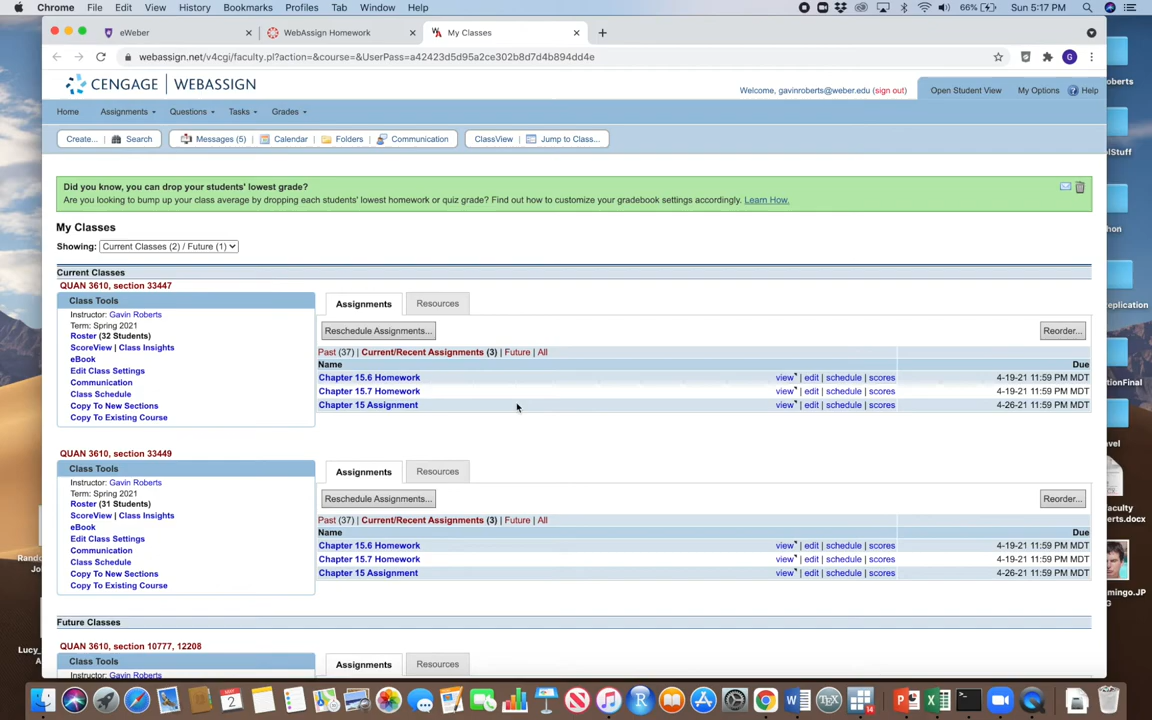 Chrome File Edit View History Bookmarks Profiles Tab Window Help 66% Sun 5:17 PM
eWeber WebAssign Homework My Classes
webassign.net/v4cgi/faculty.pl?action=&course=&UserPass=a42423d5d95a2ce302b8d7d4b894dd4e
CENGAGE | WEBASSIGN
Welcome, gavinroberts@weber.edu (sign out) Open Student View My Options Help
Home Assignments Questions Tasks Grades
Create... Search Messages (5) Calendar Folders Communication ClassView Jump to Class...
Did you know, you can drop your students' lowest grade?
Are you looking to bump up your class average by dropping each students' lowest homework or quiz grade? Find out how to customize your gradebook settings accordingly. Learn How.
My Classes
Showing: Current Classes (2) / Future (1)
Current Classes
QUAN 3610, section 33447
Class Tools
Instructor: Gavin Roberts
Term: Spring 2021
Roster (32 Students)
ScoreView | Class Insights
eBook
Edit Class Settings
Communication
Class Schedule
Copy To New Sections
Copy To Existing Course
Assignments Resources
Reschedule Assignments... Reorder...
Past (37) | Current/Recent Assignments (3) | Future | All
Name Due
Chapter 15.6 Homework view | edit | schedule | scores 4-19-21 11:59 PM MDT
Chapter 15.7 Homework view | edit | schedule | scores 4-19-21 11:59 PM MDT
Chapter 15 Assignment view | edit | schedule | scores 4-26-21 11:59 PM MDT
QUAN 3610, section 33449
Class Tools
Instructor: Gavin Roberts
Term: Spring 2021
Roster (31 Students)
ScoreView | Class Insights
eBook
Edit Class Settings
Communication
Class Schedule
Copy To New Sections
Copy To Existing Course
Assignments Resources
Reschedule Assignments... Reorder...
Past (37) | Current/Recent Assignments (3) | Future | All
Name Due
Chapter 15.6 Homework view | edit | schedule | scores 4-19-21 11:59 PM MDT
Chapter 15.7 Homework view | edit | schedule | scores 4-19-21 11:59 PM MDT
Chapter 15 Assignment view | edit | schedule | scores 4-26-21 11:59 PM MDT
Future Classes
QUAN 3610, section 10777, 12208
Class Tools
Instructor: Gavin Roberts
Assignments Resources